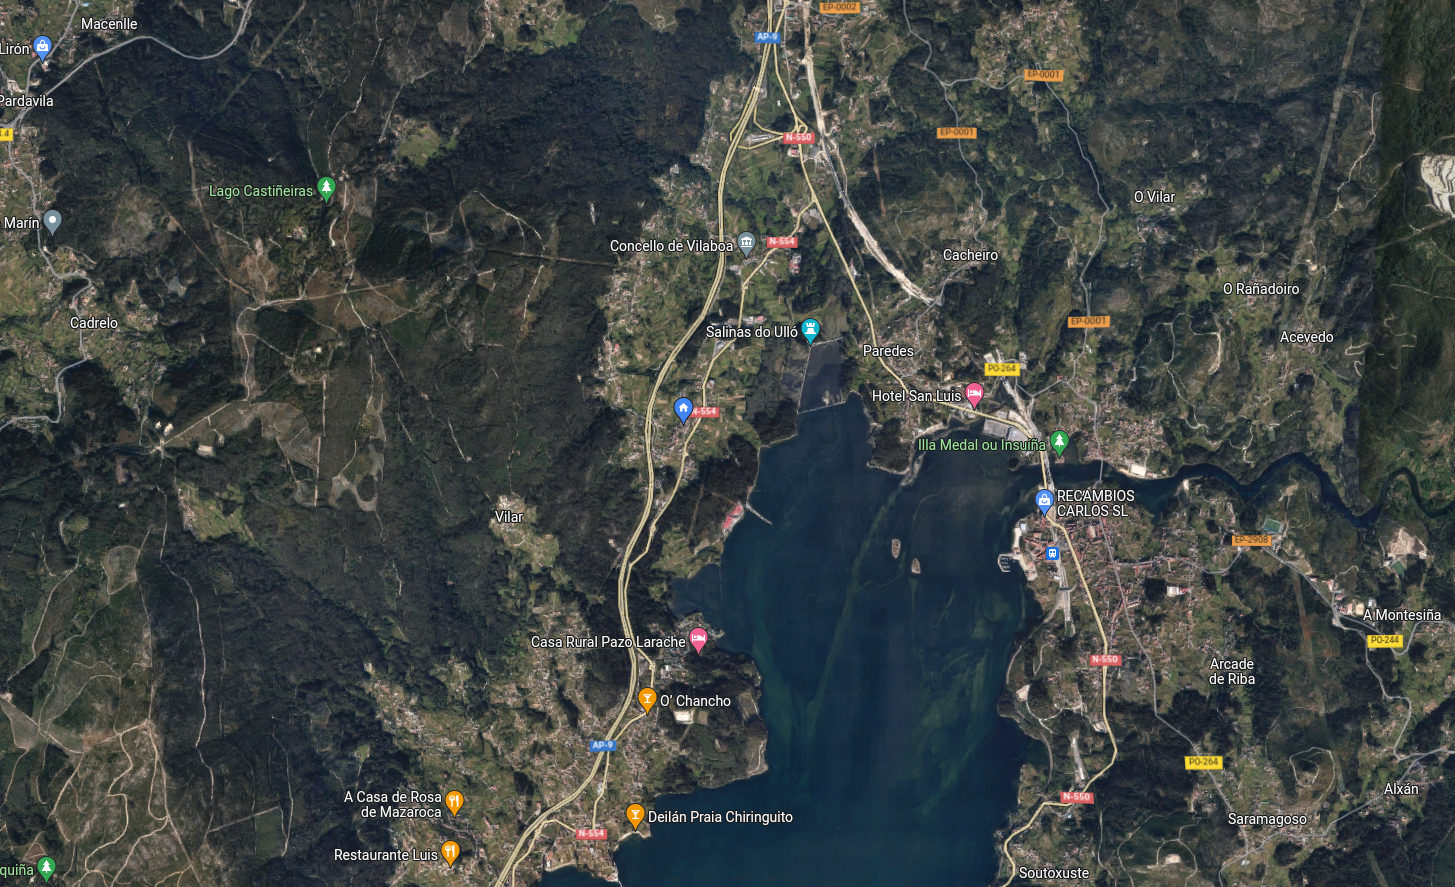 EP-0002
Macenlle
AP-9
Lirón
EP-0001
Pardavila
EP-0001
N-550
Lago Castiñeiras
O Vilar
Marín
Concello de Vilaboa
N-554
Cacheiro
O Rañadoiro
Cadrelo
EP-0001
Salinas do Ulló
Acevedo
Paredes
PO-264
Hotel San Luis
N-554
Illa Medal ou Insuíña
RECAMBIOS
CARLOS SL
Vilar
EP-2908
A Montesiña
PO-244
Casa Rural Pazo Larache
N-550
Arcade
de Riba
O' Chancho
AP-9
PO-264
Alxán
A Casa de Rosa
de Mazaroca
N-550
Deilán Praia Chiringuito
Saramagoso
N-554
Restaurante Luis
quiña
Soutoxuste